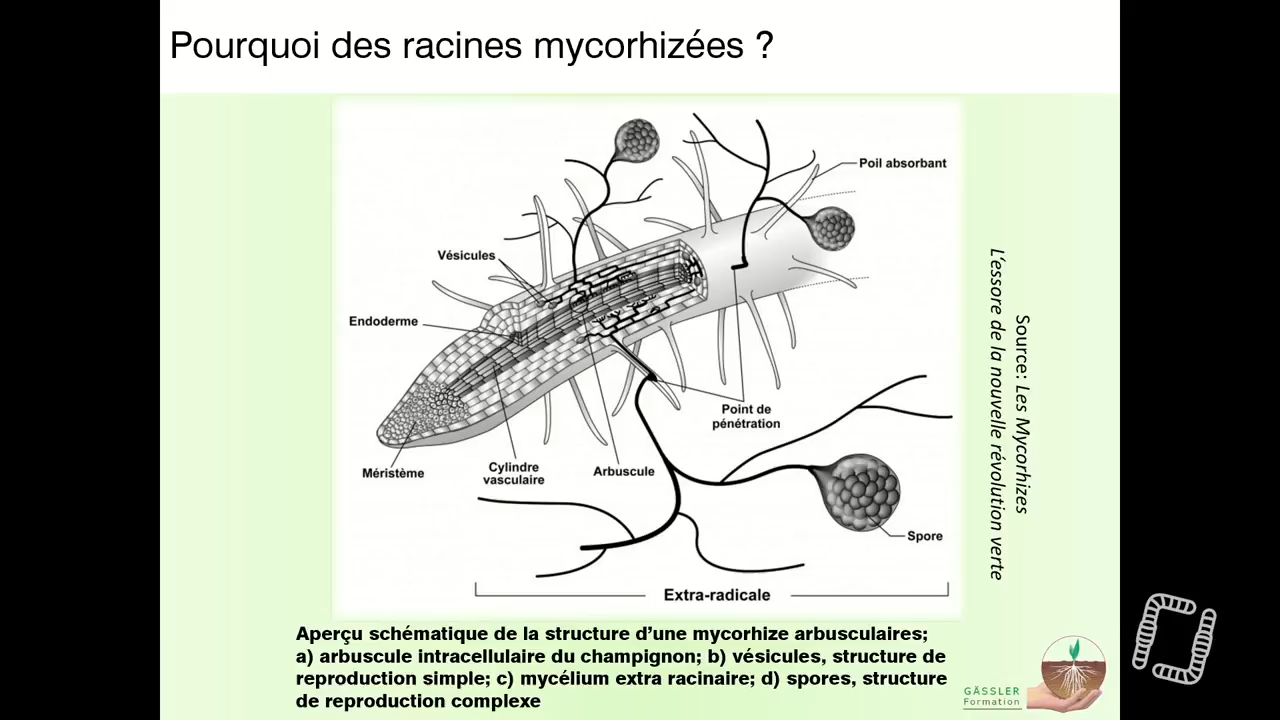 Pourquoi des racines mycorhizées ?
Poil absorbant
Vésicules
Endoderme
Point de
pénétration
Méristème
Cylindre
vasculaire
Arbuscule
Spore
Extra-radicale
Source: Les Mycorhizes
L'essore de la nouvelle révolution verte
Aperçu schématique de la structure d'une mycorhize arbusculaires;
a) arbuscule intracellulaire du champignon; b) vésicules, structure de
reproduction simple; c) mycélium extra racinaire; d) spores, structure
de reproduction complexe
GÄSSLER
Formation